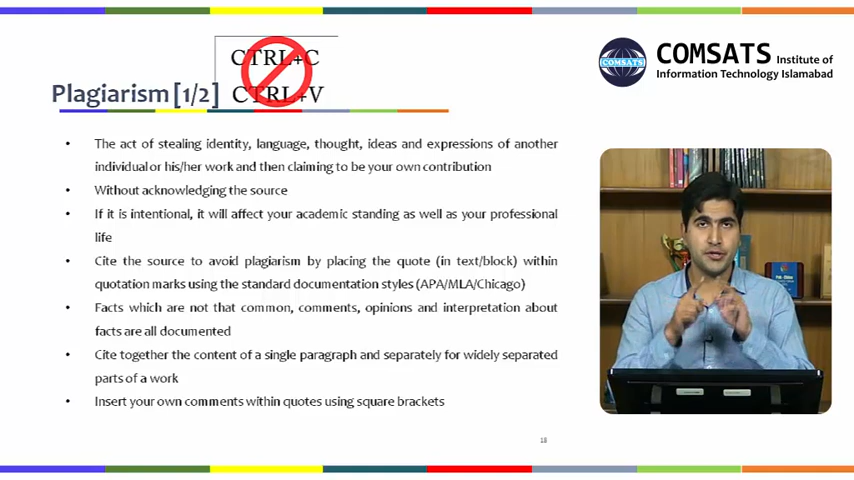 CTRL+C
Plagiarism [1/2]
CTRL+V
COMSATS Institute of
Information Technology Islamabad
COMSATS
• The act of stealing identity, language, thought, ideas and expressions of another
individual or his/her work and then claiming to be your own contribution
• Without acknowledging the source
• If it is intentional, it will affect your academic standing as well as your professional
life
• Cite the source to avoid plagiarism by placing the quote (in text/block) within
quotation marks using the standard documentation styles (APA/MLA/Chicago)
• Facts which are not that common, comments, opinions and interpretation about
facts are all documented
• Cite together the content of a single paragraph and separately for widely separated
parts of a work
• Insert your own comments within quotes using square brackets
18